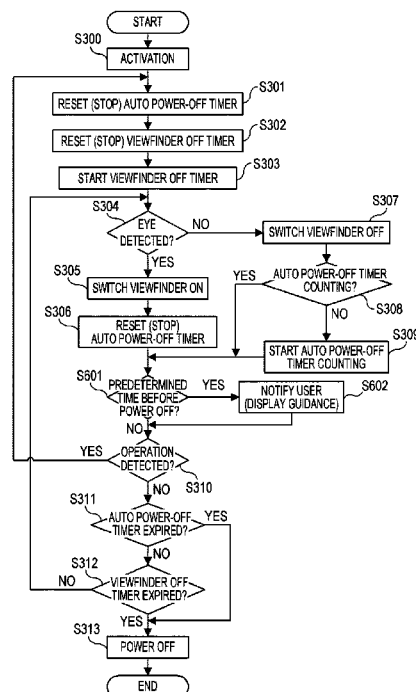 START
S300
ACTIVATION
S301
RESET (STOP) AUTO POWER-OFF TIMER
S302
RESET (STOP) VIEWFINDER OFF TIMER
S303
START VIEWFINDER OFF TIMER
S304
EYE
DETECTED?
NO
YES
S307
SWITCH VIEWFINDER OFF
S305
SWITCH VIEWFINDER ON
YES
AUTO POWER-OFF TIMER
COUNTING?
S308
NO
S306
RESET (STOP)
AUTO POWER-OFF TIMER
S309
START AUTO POWER-OFF
TIMER COUNTING
S601
PREDETERMINED
TIME BEFORE
POWER OFF?
YES
NO
S602
NOTIFY USER
(DISPLAY GUIDANCE)
YES
OPERATION
DETECTED?
S310
NO
S311
AUTO POWER-OFF
TIMER EXPIRED?
YES
NO
S312
NO
VIEWFINDER OFF
TIMER EXPIRED?
YES
S313
POWER OFF
END